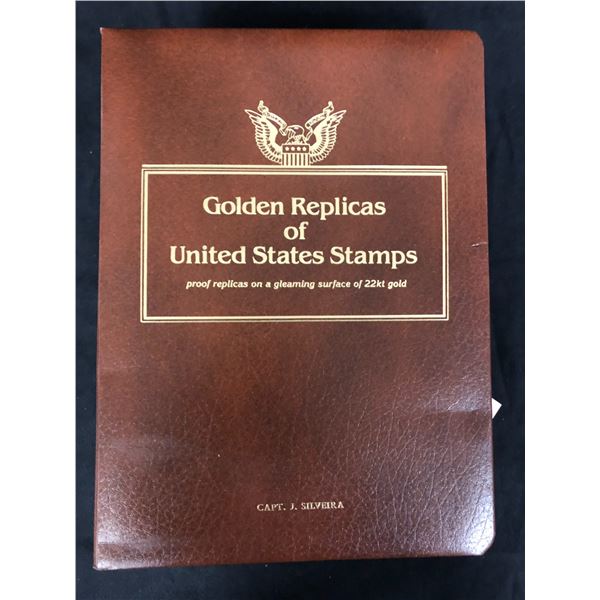 Golden Replicas
of
United States Stamps
proof replicas on a gleaming surface of 22kt gold
CAPT. J. SILVEIRA